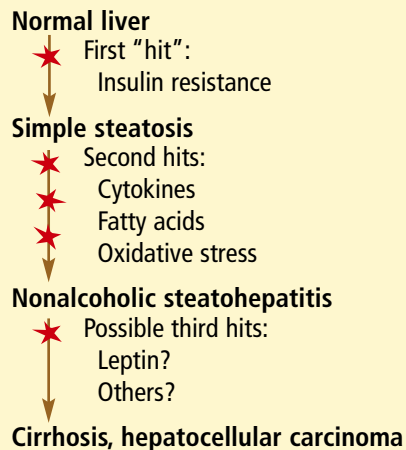 Normal liver
First “hit”:
Insulin resistance
Simple steatosis
Second hits:
Cytokines
Fatty acids
Oxidative stress
Nonalcoholic steatohepatitis
Possible third hits:
Leptin?
Others?
Cirrhosis, hepatocellular carcinoma